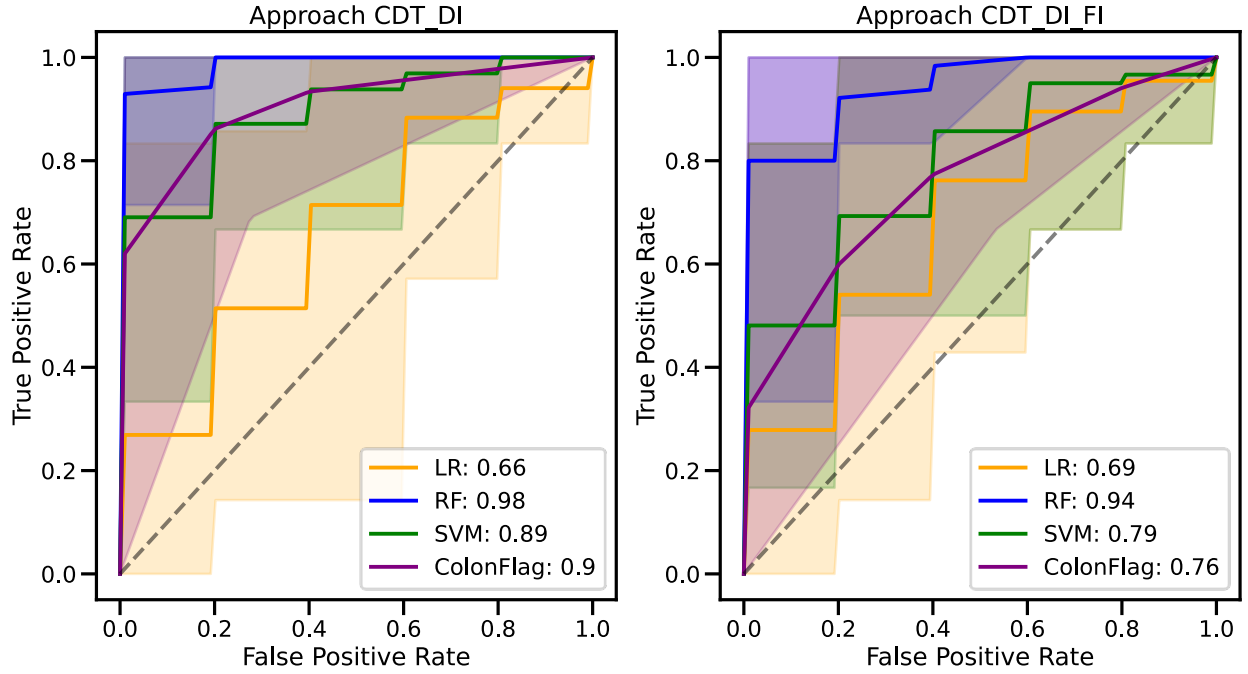 Approach CDT_DI
True Positive Rate
1.0
0.8
0.6
0.4
0.2
0.0
LR: 0.66
RF: 0.98
SVM: 0.89
ColonFlag: 0.9
0.0 0.2 0.4 0.6 0.8 1.0
False Positive Rate
Approach CDT_DI_FI
True Positive Rate
1.0
0.8
0.6
0.4
0.2
0.0
LR: 0.69
RF: 0.94
SVM: 0.79
ColonFlag: 0.76
0.0 0.2 0.4 0.6 0.8 1.0
False Positive Rate